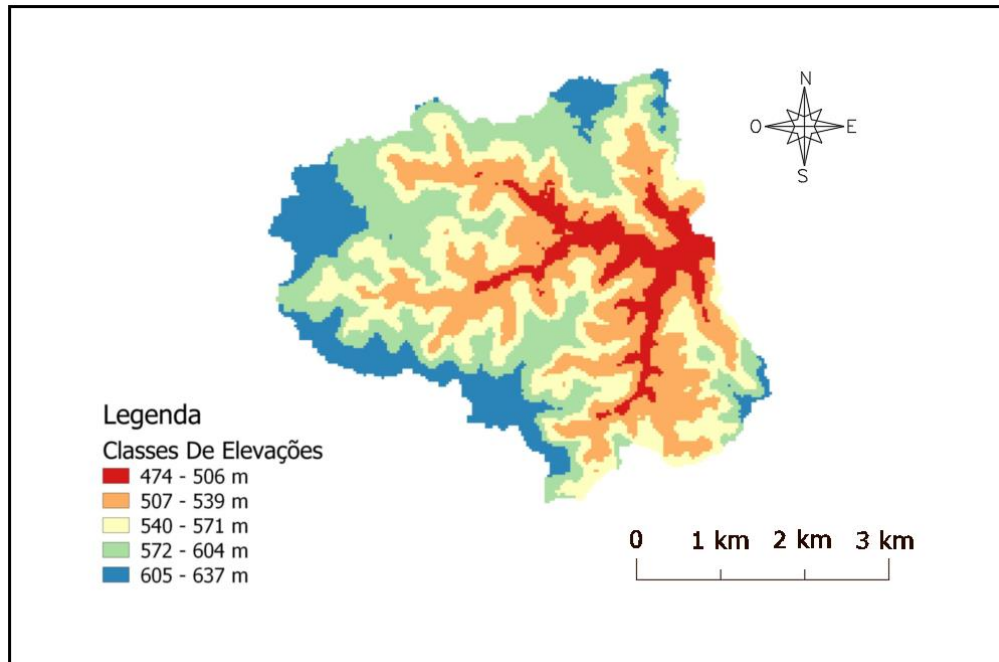 N
O E
S
Legenda
Classes De Elevações
474 - 506 m
507 - 539 m
540 - 571 m
572 - 604 m
605 - 637 m
0 1 km 2 km 3 km